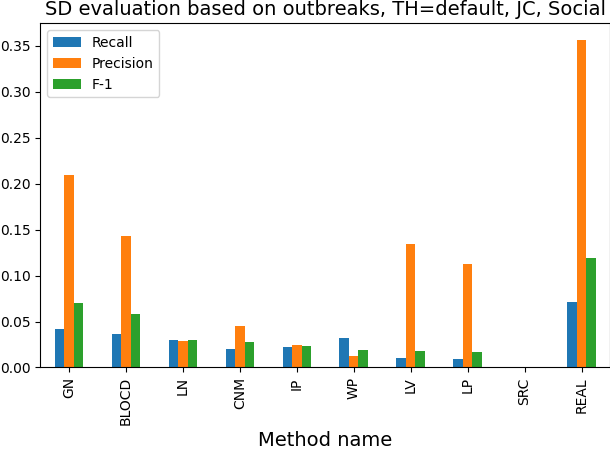 SD evaluation based on outbreaks, TH=default, JC, Social
Recall
Precision
F-1
0.35
0.30
0.25
0.20
0.15
0.10
0.05
0.00
GN
BLOCD
LN
CNM
IP
WP
LV
LP
SRC
REAL
Method name